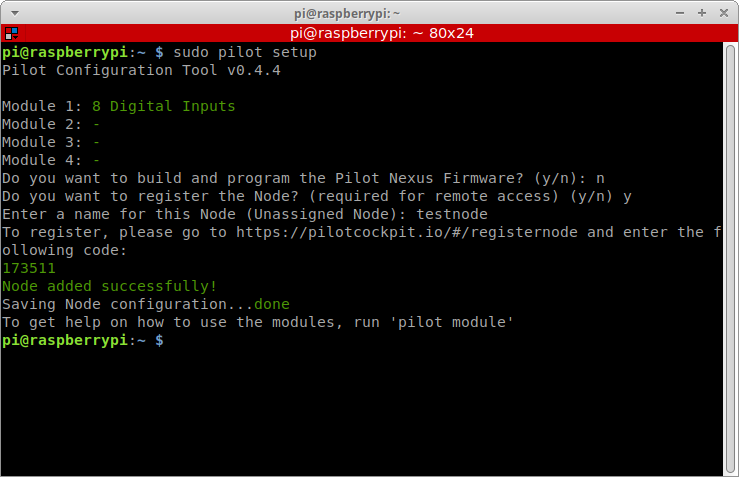 pi@raspberrypi: ~
pi@raspberrypi: ~ 80x24
pi@raspberrypi:~ $ sudo pilot setup
Pilot Configuration Tool v0.4.4
Module 1: 8 Digital Inputs
Module 2: -
Module 3: -
Module 4: -
Do you want to build and program the Pilot Nexus Firmware? (y/n): n
Do you want to register the Node? (required for remote access) (y/n) y
Enter a name for this Node (Unassigned Node): testnode
To register, please go to https://pilotcockpit.io/#/registernode and enter the f
ollowing code:
173511
Node added successfully!
Saving Node configuration...done
To get help on how to use the modules, run 'pilot module'
pi@raspberrypi:~ $